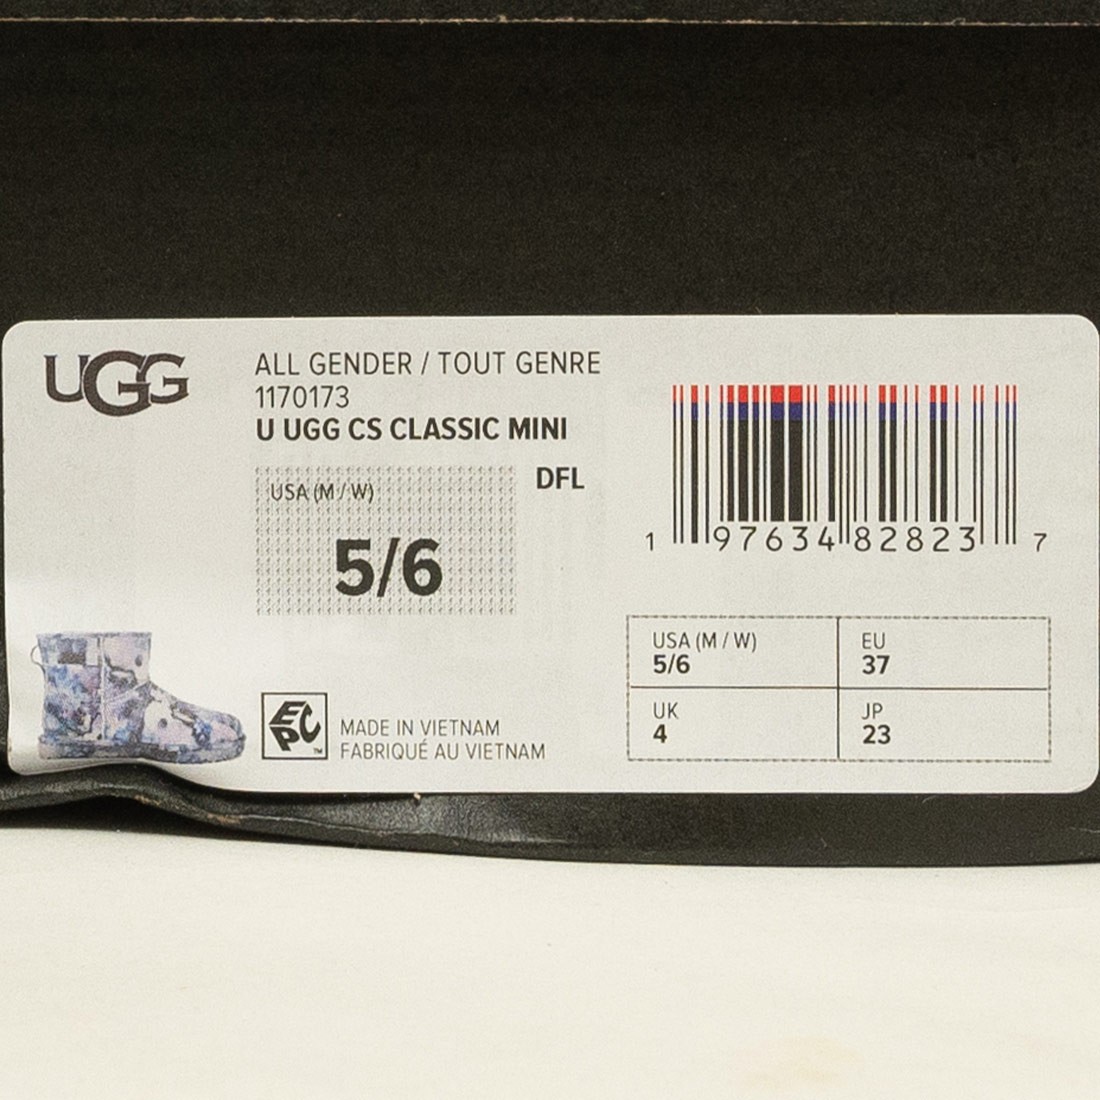 UGG
ALL GENDER / TOUT GENRE
1170173
U UGG CS CLASSIC MINI
DFL
USA (M / W)
5/6
EPC
™
MADE IN VIETNAM
FABRIQUÉ AU VIETNAM
1 97634 82823 7
USA (M / W)
5/6
EU
37
UK
4
JP
23